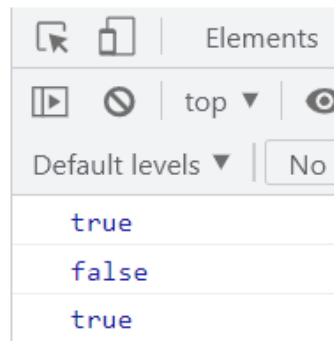 Elements
top ▼
Default levels ▼ No
true
false
true